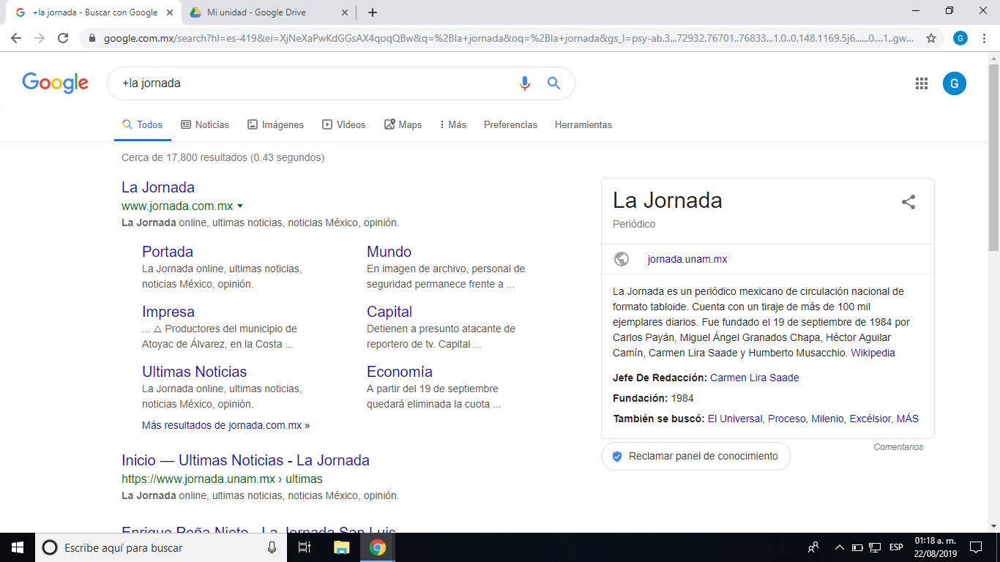 +la jornada - Buscar con Google
Mi unidad - Google Drive
google.com.mx/search?hl=es-419&ei=XjNeXaPwKdGGsAX4qoqQBw&q=%2Bla+jornada&oq=%2Bla+jornada&gs_l=psy-ab.3...72932.76701..76833...1.0..0.148.1169.5j6......0....1..gw...
G
Google
+la jornada
G
Todos
Noticias
Imágenes
Videos
Maps
Más
Preferencias
Herramientas
Cerca de 17,800 resultados (0.43 segundos)
La Jornada
www.jornada.com.mx
La Jornada online, ultimas noticias, noticias México, opinión.
Portada
La Jornada online, ultimas noticias,
noticias México, opinión.
Mundo
En imagen de archivo, personal de
seguridad permanece frente a ...
Impresa
... △ Productores del municipio de
Atoyac de Álvarez, en la Costa ...
Capital
Detienen a presunto atacante de
reportero de tv. Capital ...
Ultimas Noticias
La Jornada online, ultimas noticias,
noticias México, opinión.
Economía
A partir del 19 de septiembre
quedará eliminada la cuota ...
Más resultados de jornada.com.mx »
Inicio — Ultimas Noticias - La Jornada
https://www.jornada.unam.mx › ultimas
La Jornada online, ultimas noticias, noticias México, opinión.
Enrique Peña Nieto - La Jornada San Luis
La Jornada
Periódico
jornada.unam.mx
La Jornada es un periódico mexicano de circulación nacional de
formato tabloide. Cuenta con un tiraje de más de 100 mil
ejemplares diarios. Fue fundado el 19 de septiembre de 1984 por
Carlos Payán, Miguel Ángel Granados Chapa, Héctor Aguilar
Camín, Carmen Lira Saade y Humberto Musacchio. Wikipedia
Jefe De Redacción: Carmen Lira Saade
Fundación: 1984
También se buscó: El Universal, Proceso, Milenio, Excélsior, MÁS
Comentarios
Reclamar panel de conocimiento
Escribe aquí para buscar
ESP
01:18 a. m.
22/08/2019